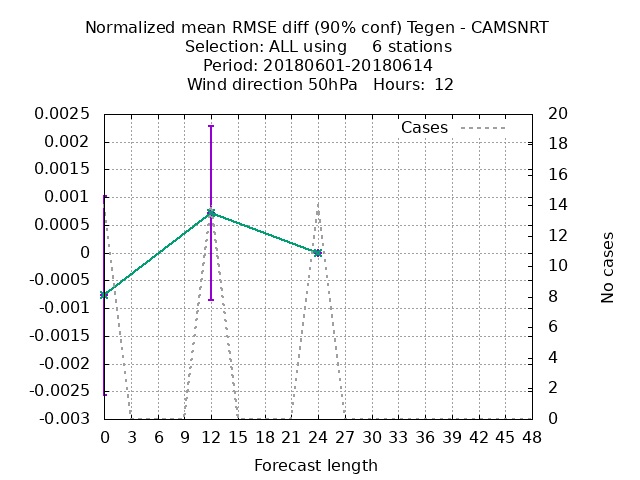 Normalized mean RMSE diff (90% conf) Tegen - CAMSNRT
Selection: ALL using     6 stations
Period: 20180601-20180614
Wind direction 50hPa   Hours:  12
Cases
0.0025
0.002
0.0015
0.001
0.0005
0
-0.0005
-0.001
-0.0015
-0.002
-0.0025
-0.003
20
18
16
14
12
10
8
6
4
2
0
No cases
0 3 6 9 12 15 18 21 24 27 30 33 36 39 42 45 48
Forecast length